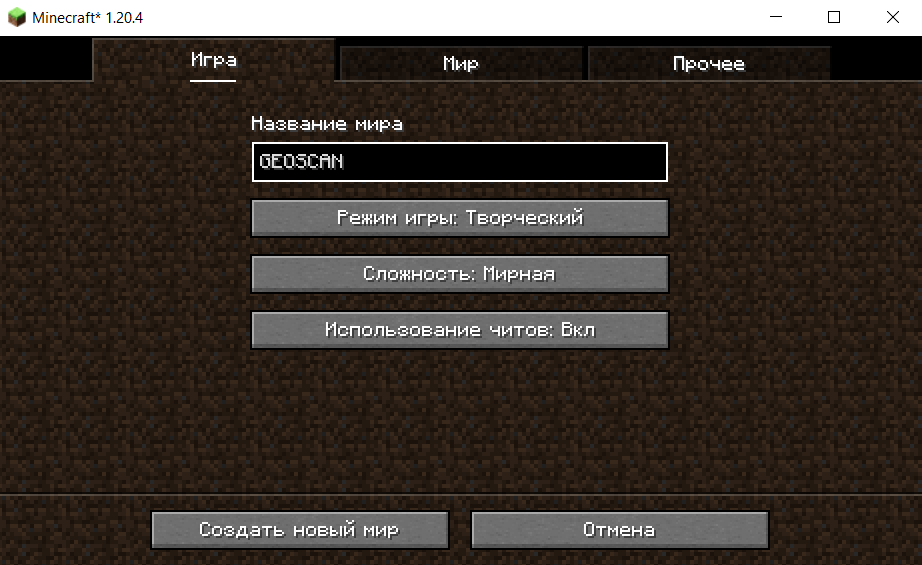 Minecraft* 1.20.4
Игра
Мир
Прочее
Название мира
GEOSCAN
Режим игры: Творческий
Сложность: Мирная
Использование читов: Вкл
Создать новый мир
Отмена